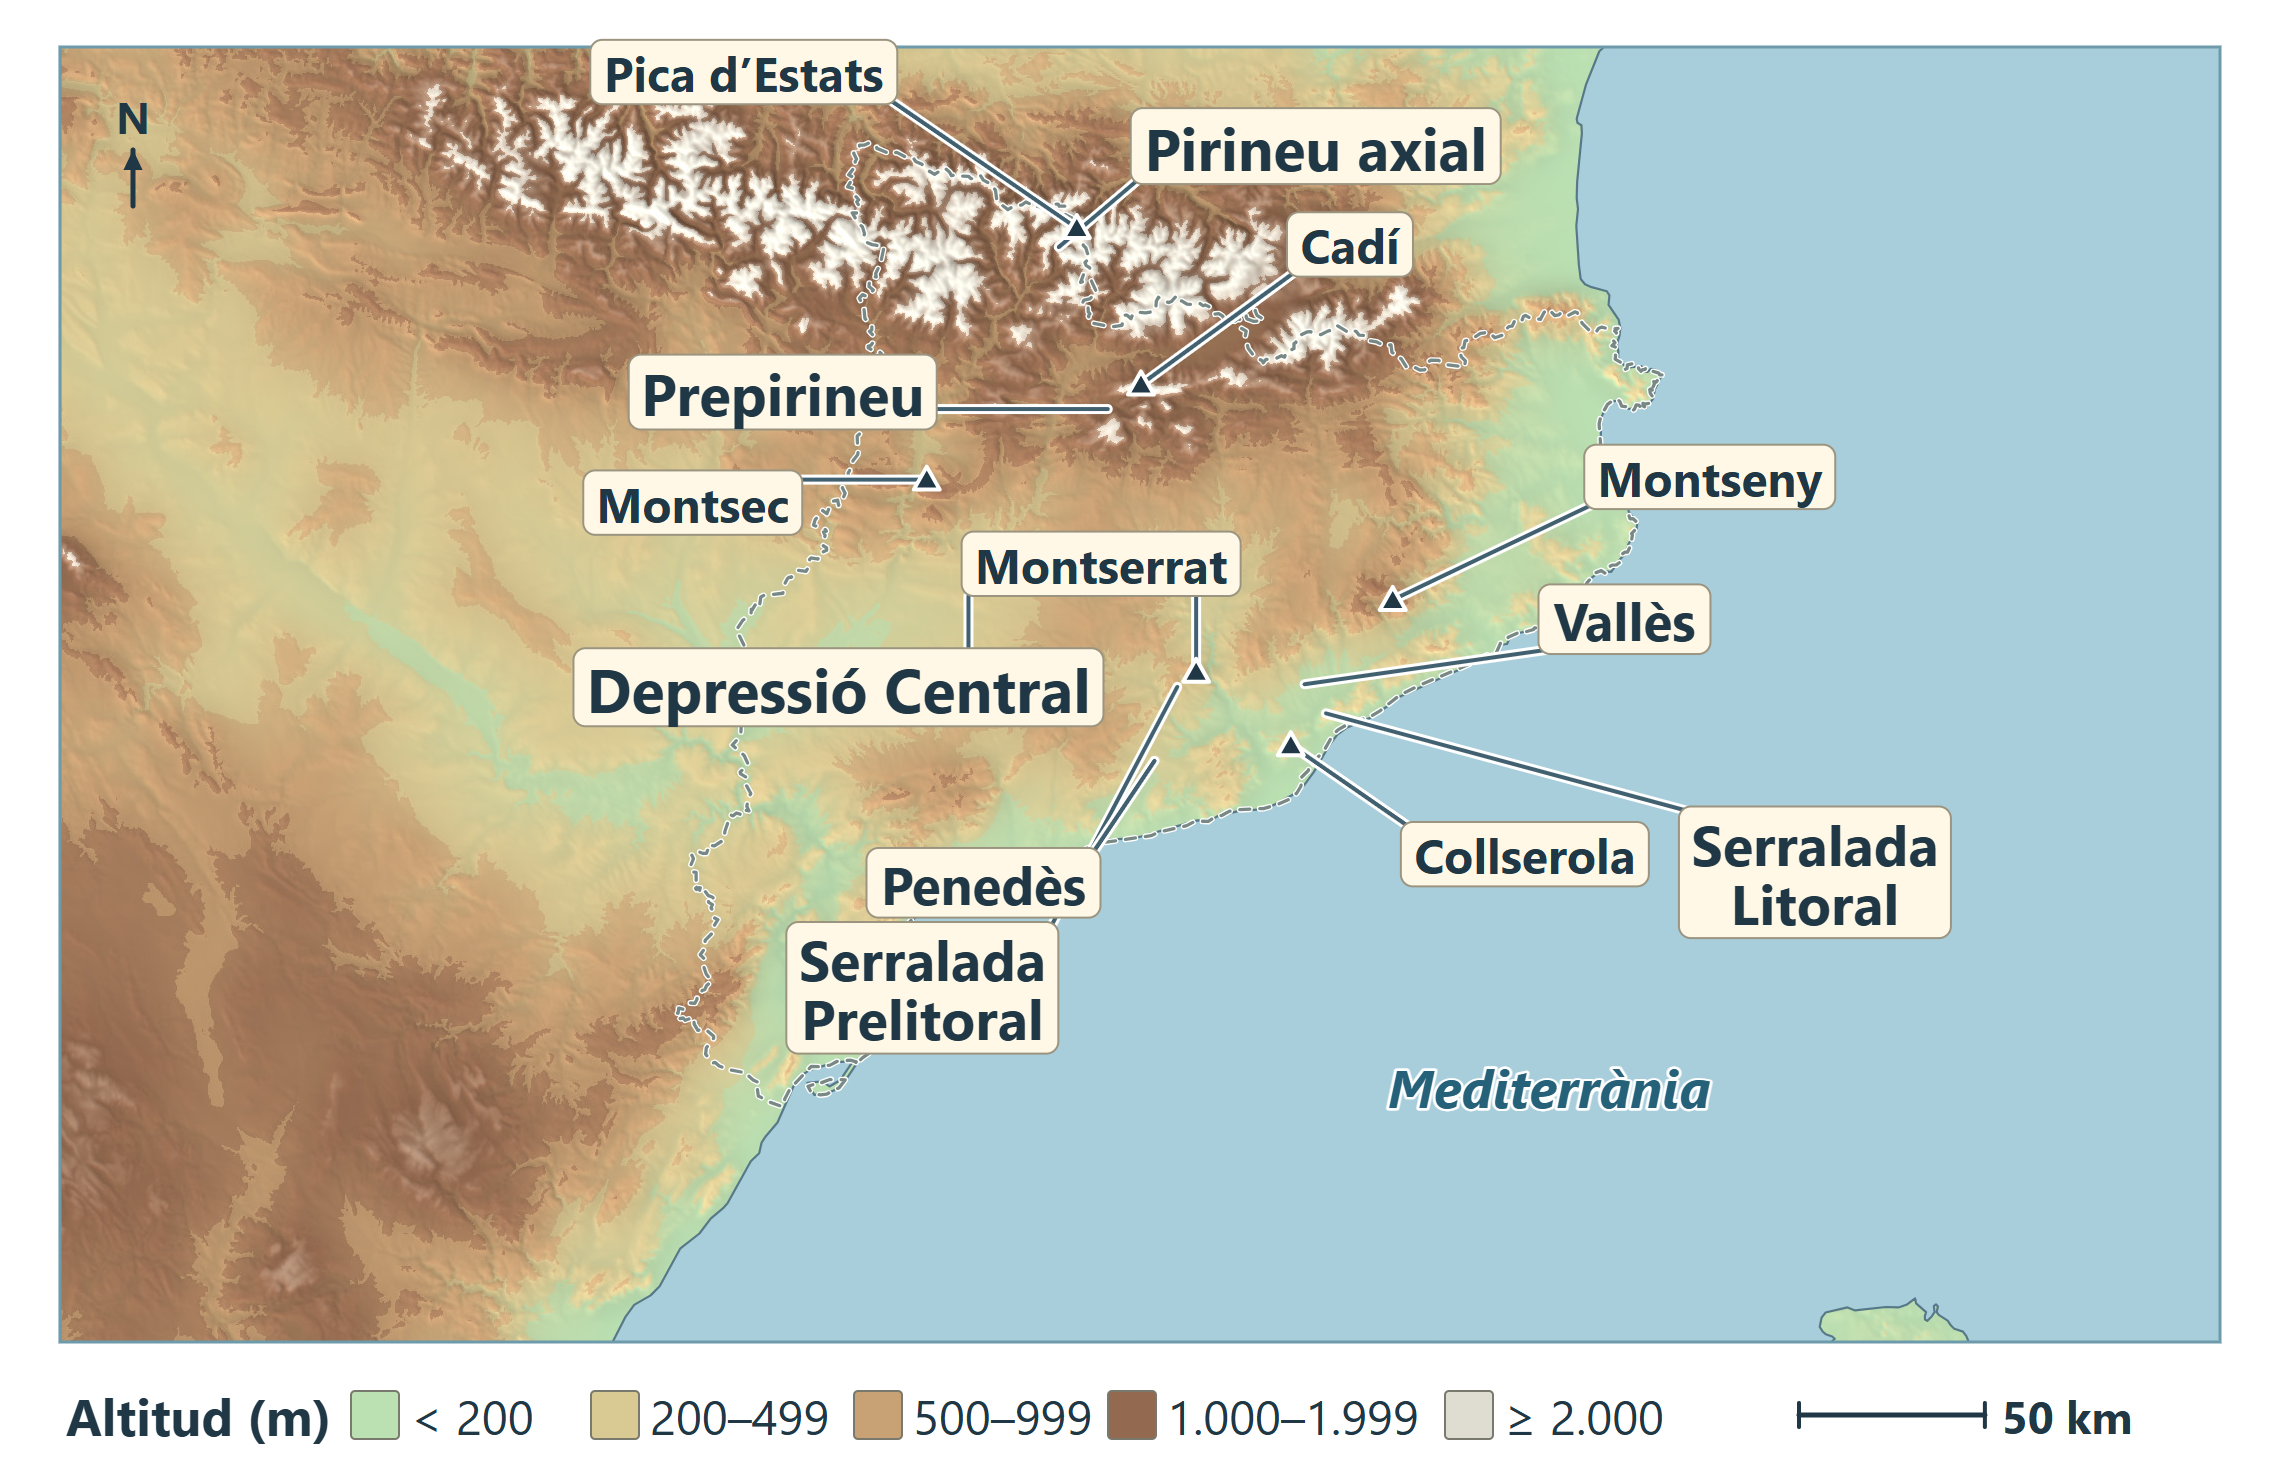 Pica d’Estats
N
Pirineu axial
Cadí
Prepirineu
Montsec
Montseny
Montserrat
Vallès
Depressió Central
Collserola
Serralada
Litoral
Penedès
Serralada
Prelitoral
Mediterrània
Altitud (m)
< 200
200–499
500–999
1.000–1.999
≥ 2.000
50 km